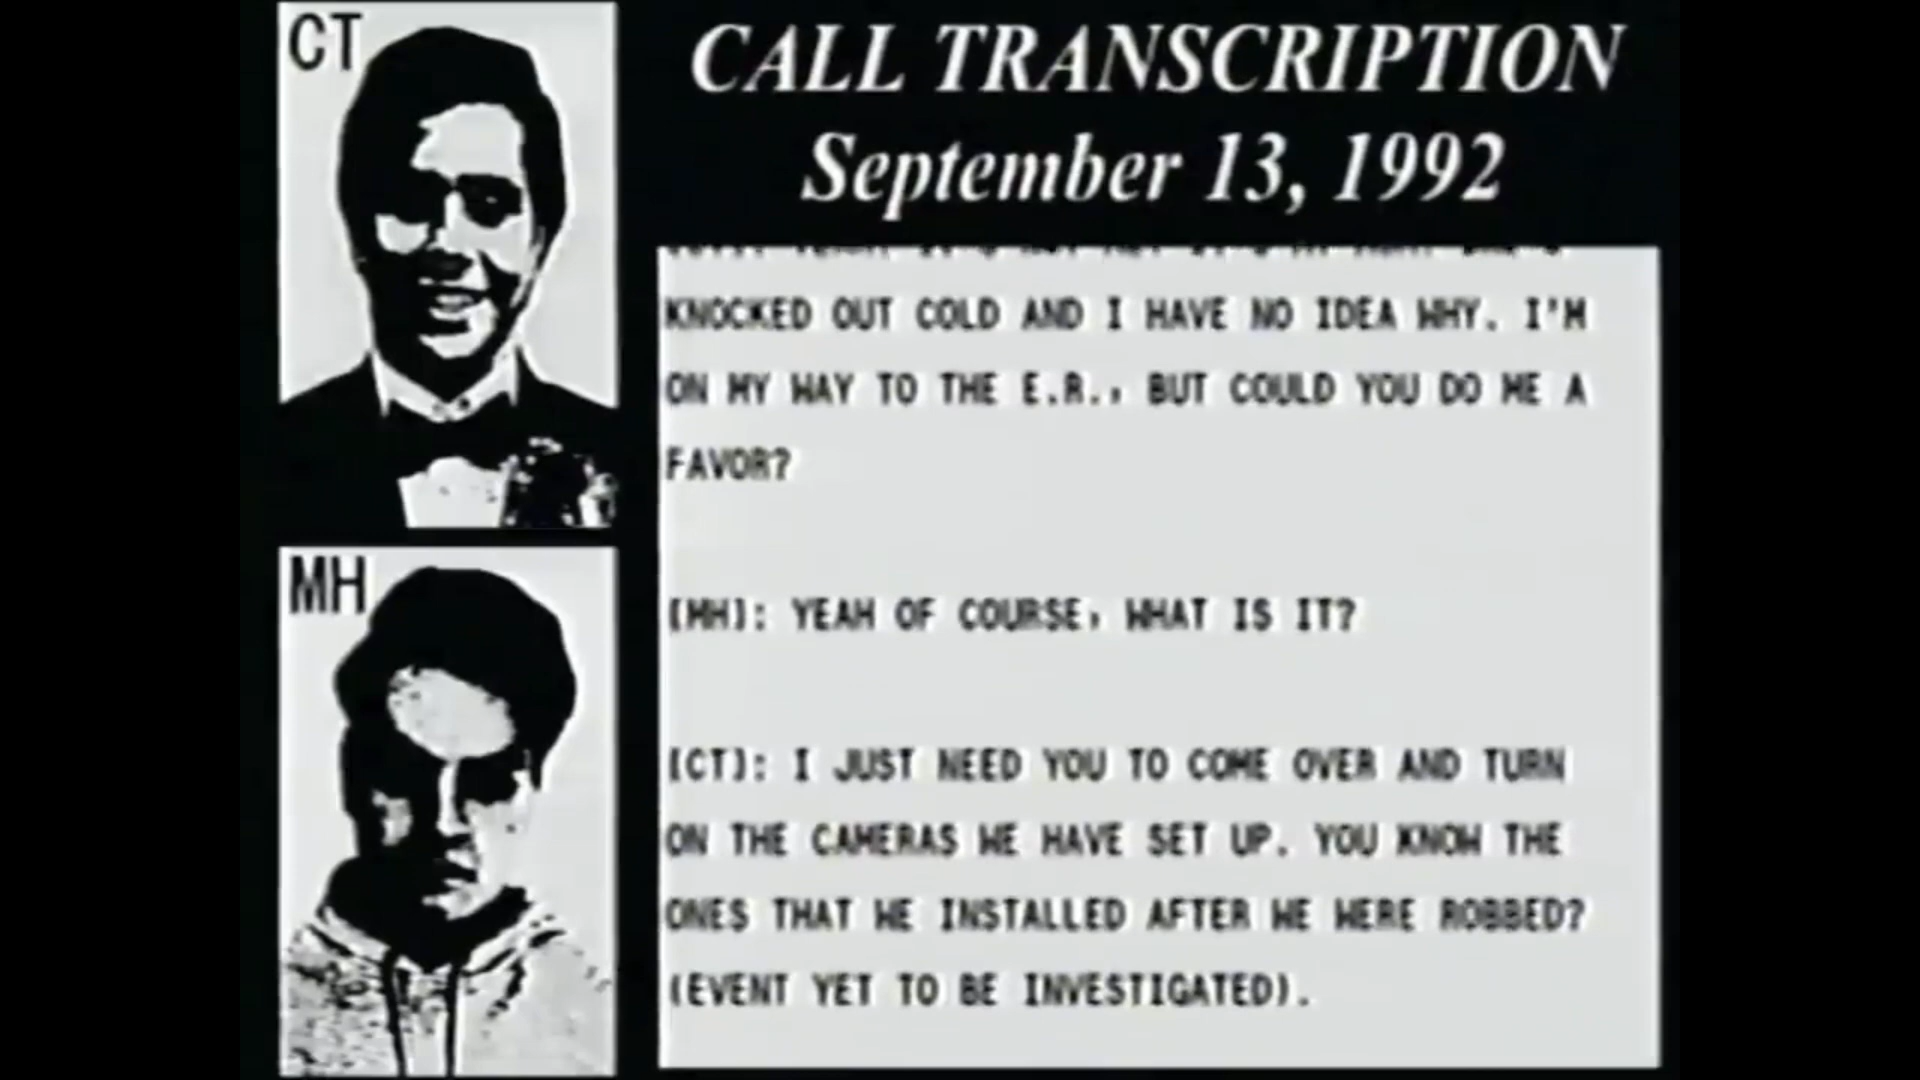 CT
CALL TRANSCRIPTION
September 13, 1992
KNOCKED OUT COLD AND I HAVE NO IDEA WHY. I'M
ON MY WAY TO THE E.R., BUT COULD YOU DO ME A
FAVOR?
MH
[MH]: YEAH OF COURSE, WHAT IS IT?
[CT]: I JUST NEED YOU TO COME OVER AND TURN
ON THE CAMERAS WE HAVE SET UP. YOU KNOW THE
ONES THAT WE INSTALLED AFTER WE WERE ROBBED?
(EVENT YET TO BE INVESTIGATED).